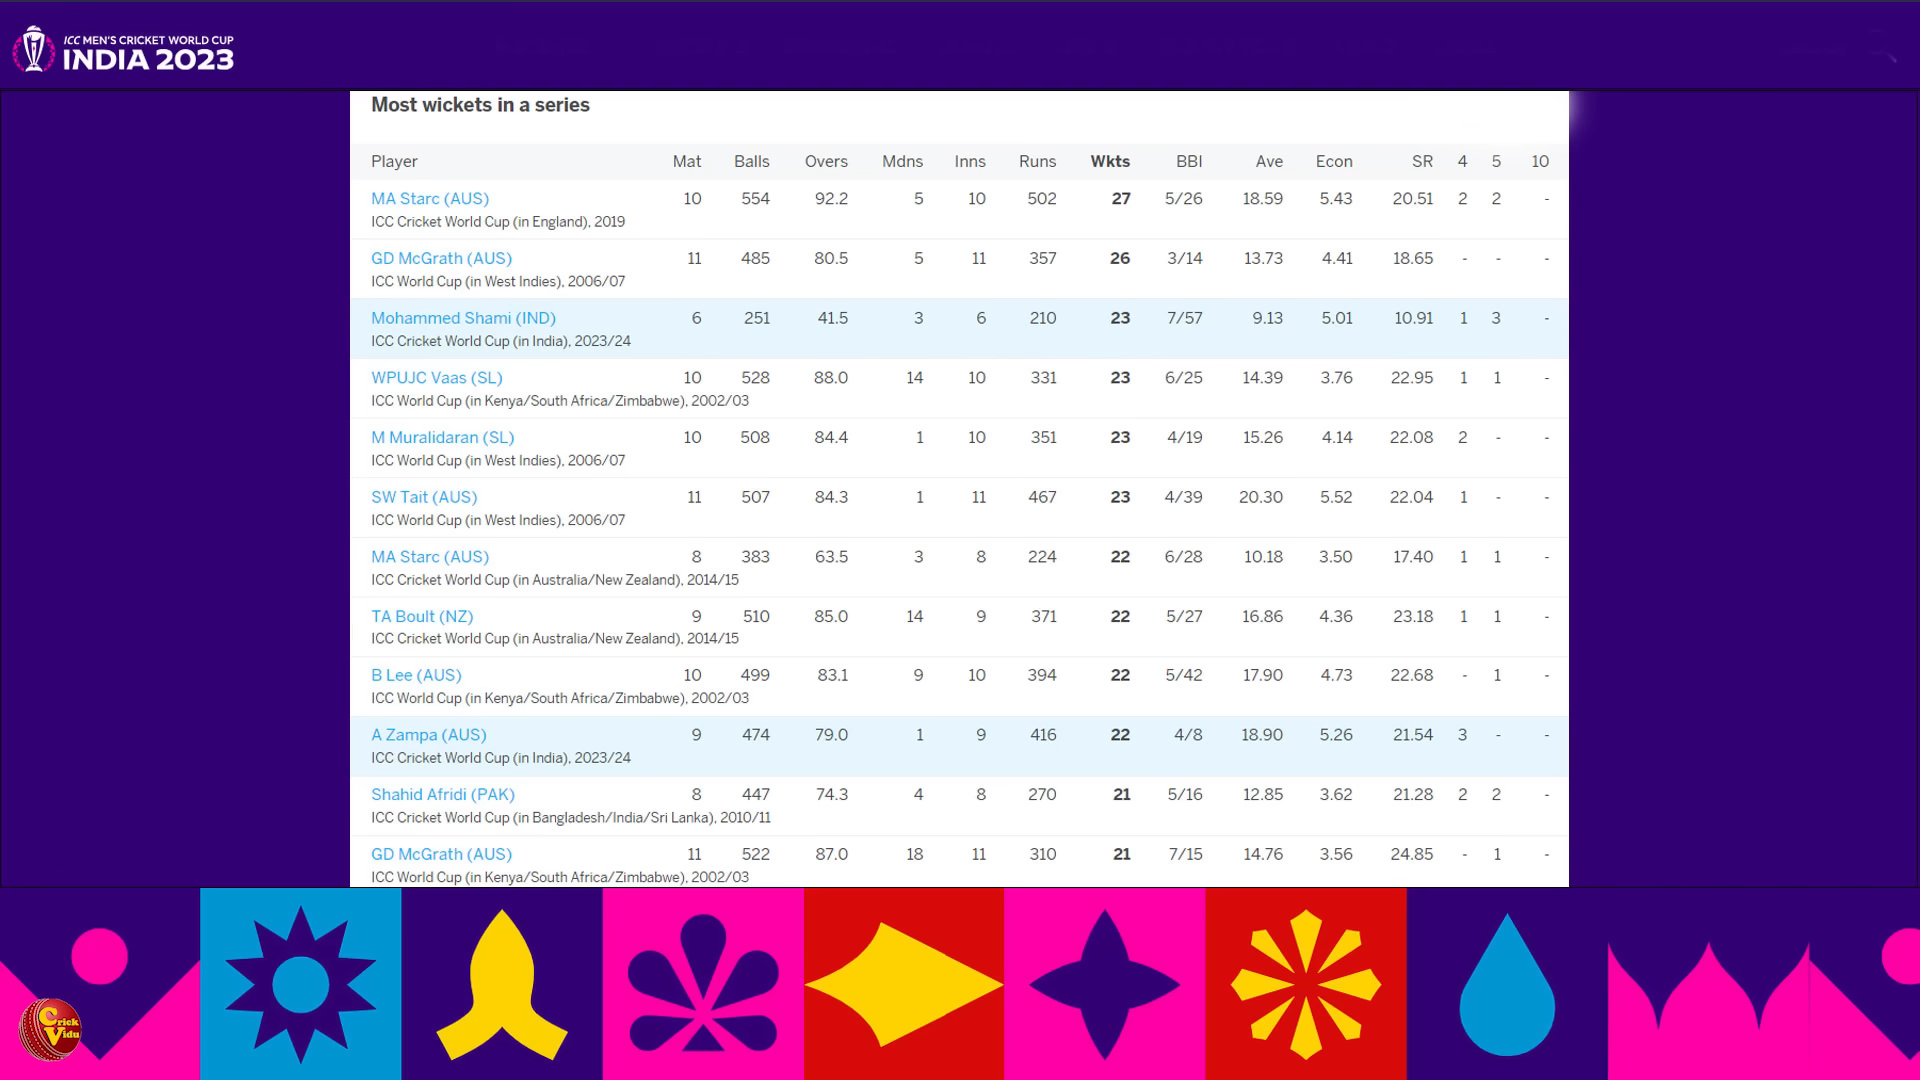 ICC MEN'S CRICKET WORLD CUP
INDIA 2023
Most wickets in a series
Player Mat Balls Overs Mdns Inns Runs Wkts BBI Ave Econ SR 4 5 10
MA Starc (AUS) 10 554 92.2 5 10 502 27 5/26 18.59 5.43 20.51 2 2 -
ICC Cricket World Cup (in England), 2019
GD McGrath (AUS) 11 485 80.5 5 11 357 26 3/14 13.73 4.41 18.65 - - -
ICC World Cup (in West Indies), 2006/07
Mohammed Shami (IND) 6 251 41.5 3 6 210 23 7/57 9.13 5.01 10.91 1 3 -
ICC Cricket World Cup (in India), 2023/24
WPUJC Vaas (SL) 10 528 88.0 14 10 331 23 6/25 14.39 3.76 22.95 1 1 -
ICC World Cup (in Kenya/South Africa/Zimbabwe), 2002/03
M Muralidaran (SL) 10 508 84.4 1 10 351 23 4/19 15.26 4.14 22.08 2 - -
ICC World Cup (in West Indies), 2006/07
SW Tait (AUS) 11 507 84.3 1 11 467 23 4/39 20.30 5.52 22.04 1 - -
ICC World Cup (in West Indies), 2006/07
MA Starc (AUS) 8 383 63.5 3 8 224 22 6/28 10.18 3.50 17.40 1 1 -
ICC Cricket World Cup (in Australia/New Zealand), 2014/15
TA Boult (NZ) 9 510 85.0 14 9 371 22 5/27 16.86 4.36 23.18 1 1 -
ICC Cricket World Cup (in Australia/New Zealand), 2014/15
B Lee (AUS) 10 499 83.1 9 10 394 22 5/42 17.90 4.73 22.68 - 1 -
ICC World Cup (in Kenya/South Africa/Zimbabwe), 2002/03
A Zampa (AUS) 9 474 79.0 1 9 416 22 4/8 18.90 5.26 21.54 3 - -
ICC Cricket World Cup (in India), 2023/24
Shahid Afridi (PAK) 8 447 74.3 4 8 270 21 5/16 12.85 3.62 21.28 2 2 -
ICC Cricket World Cup (in Bangladesh/India/Sri Lanka), 2010/11
GD McGrath (AUS) 11 522 87.0 18 11 310 21 7/15 14.76 3.56 24.85 - 1 -
ICC World Cup (in Kenya/South Africa/Zimbabwe), 2002/03
Crick
Vidu